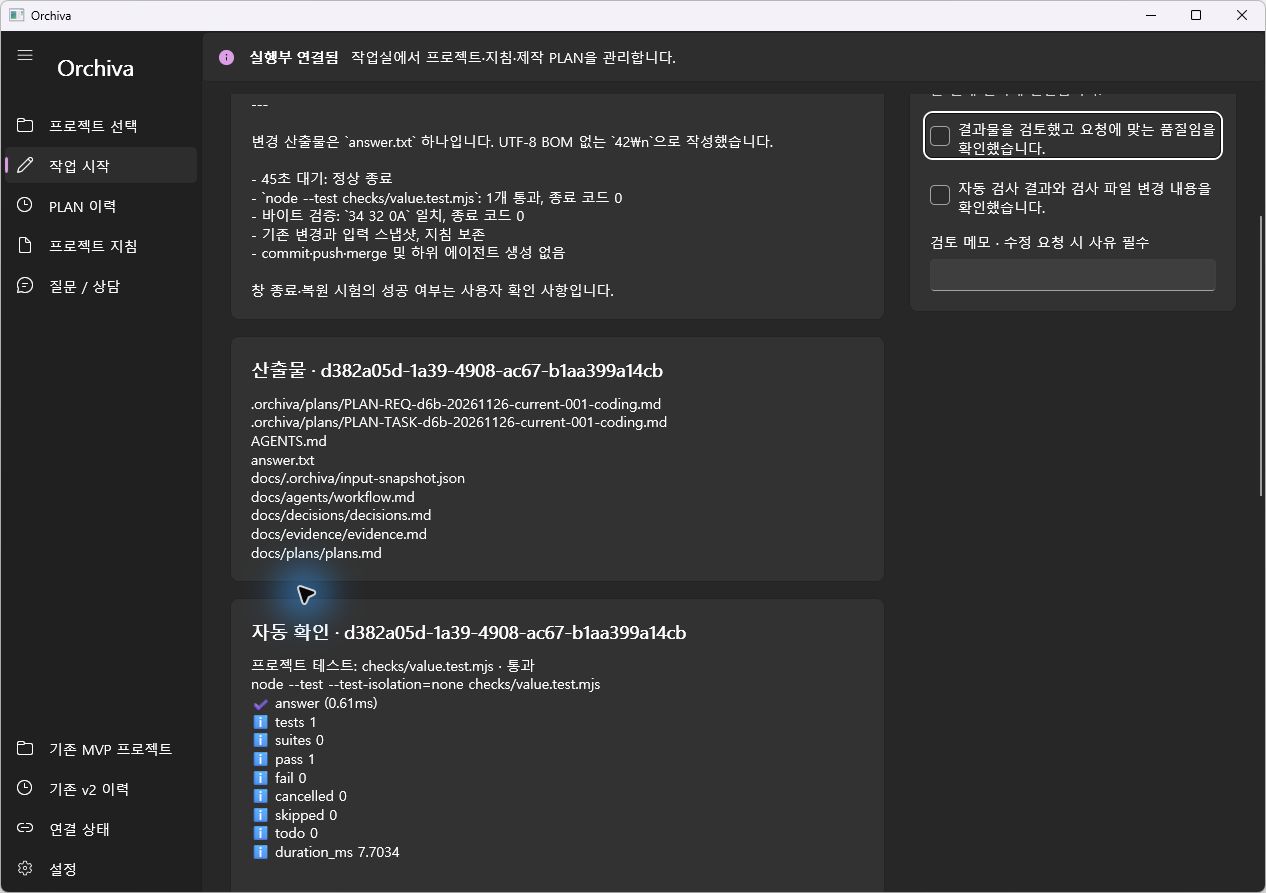 Orchiva
Orchiva
프로젝트 선택
작업 시작
PLAN 이력
프로젝트 지침
질문 / 상담
기존 MVP 프로젝트
기존 v2 이력
연결 상태
설정
실행부 연결됨 작업실에서 프로젝트·지침·제작 PLAN을 관리합니다.
---
변경 산출물은 `answer.txt` 하나입니다. UTF-8 BOM 없는 `42₩n`으로 작성했습니다.
- 45초 대기: 정상 종료
- `node --test checks/value.test.mjs`: 1개 통과, 종료 코드 0
- 바이트 검증: `34 32 0A` 일치, 종료 코드 0
- 기존 변경과 입력 스냅샷, 지침 보존
- commit·push·merge 및 하위 에이전트 생성 없음
창 종료·복원 시험의 성공 여부는 사용자 확인 사항입니다.
산출물 · d382a05d-1a39-4908-ac67-b1aa399a14cb
.orchiva/plans/PLAN-REQ-d6b-20261126-current-001-coding.md
.orchiva/plans/PLAN-TASK-d6b-20261126-current-001-coding.md
AGENTS.md
answer.txt
docs/.orchiva/input-snapshot.json
docs/agents/workflow.md
docs/decisions/decisions.md
docs/evidence/evidence.md
docs/plans/plans.md
자동 확인 · d382a05d-1a39-4908-ac67-b1aa399a14cb
프로젝트 테스트: checks/value.test.mjs · 통과
node --test --test-isolation=none checks/value.test.mjs
✔ answer (0.61ms)
ℹ tests 1
ℹ suites 0
ℹ pass 1
ℹ fail 0
ℹ cancelled 0
ℹ skipped 0
ℹ todo 0
ℹ duration_ms 7.7034
결과물을 검토했고 요청에 맞는 품질임을
확인했습니다.
자동 검사 결과와 검사 파일 변경 내용을
확인했습니다.
검토 메모 · 수정 요청 시 사유 필수